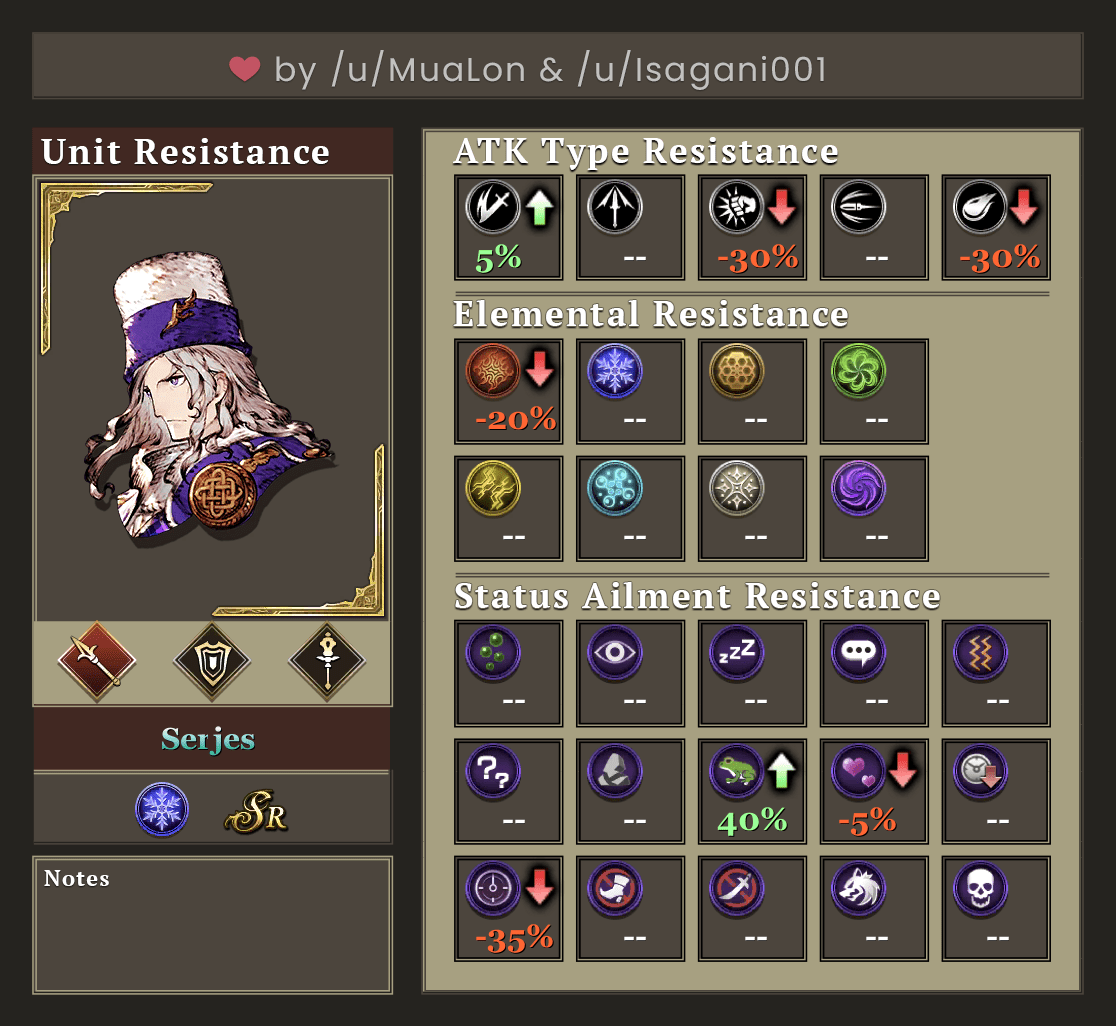 by /u/MuaLon & /u/Isagani001
Unit Resistance
Serjes
SR
Notes
ATK Type Resistance
5% -- -30% -- -30%
Elemental Resistance
-20% -- -- --
-- -- -- --
Status Ailment Resistance
zzZ
-- -- -- -- --
??
-- -- 40% -5% --
-35% -- -- -- --